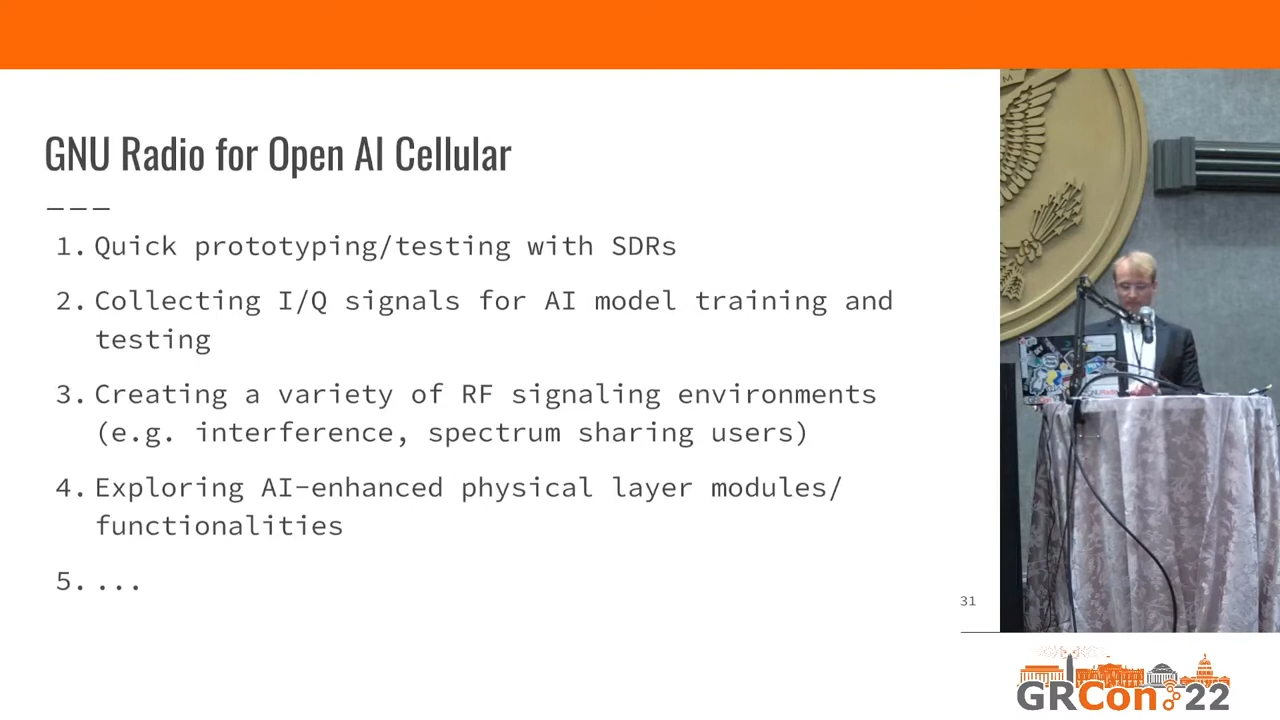 GNU Radio for Open AI Cellular
1. Quick prototyping/testing with SDRs
2. Collecting I/Q signals for AI model training and
testing
3. Creating a variety of RF signaling environments
(e.g. interference, spectrum sharing users)
4. Exploring AI-enhanced physical layer modules/
functionalities
5. ...
31
GRCon 22